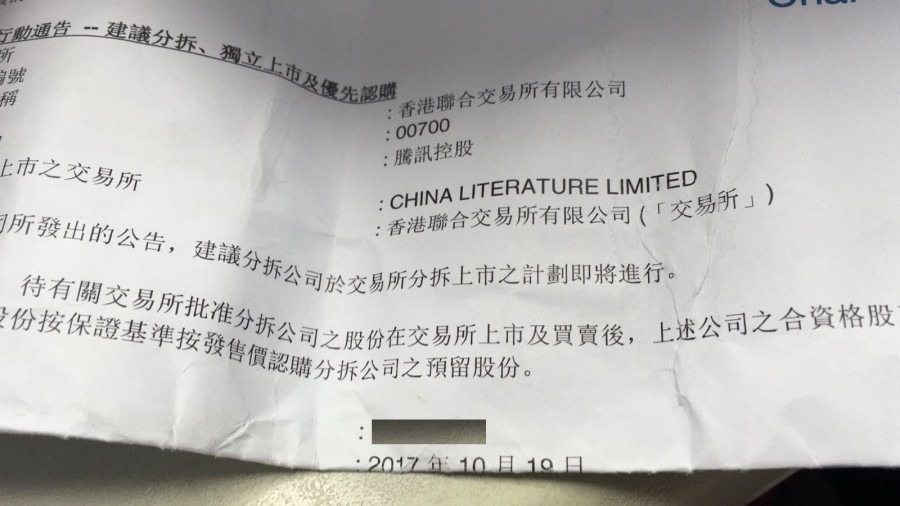 行動通告 -- 建議分拆、獨立上市及優先認購
所
: 香港聯合交易所有限公司
編號
: 00700
稱
: 騰訊控股
: CHINA LITERATURE LIMITED
上市之交易所
: 香港聯合交易所有限公司 (「交易所」)
司所發出的公告，建議分拆公司於交易所分拆上市之計劃即將進行。
待有關交易所批准分拆公司之股份在交易所上市及買賣後，上述公司之合資格股
股份按保證基準按發售價認購分拆公司之預留股份。
:
: 2017 年 10 月 19 日